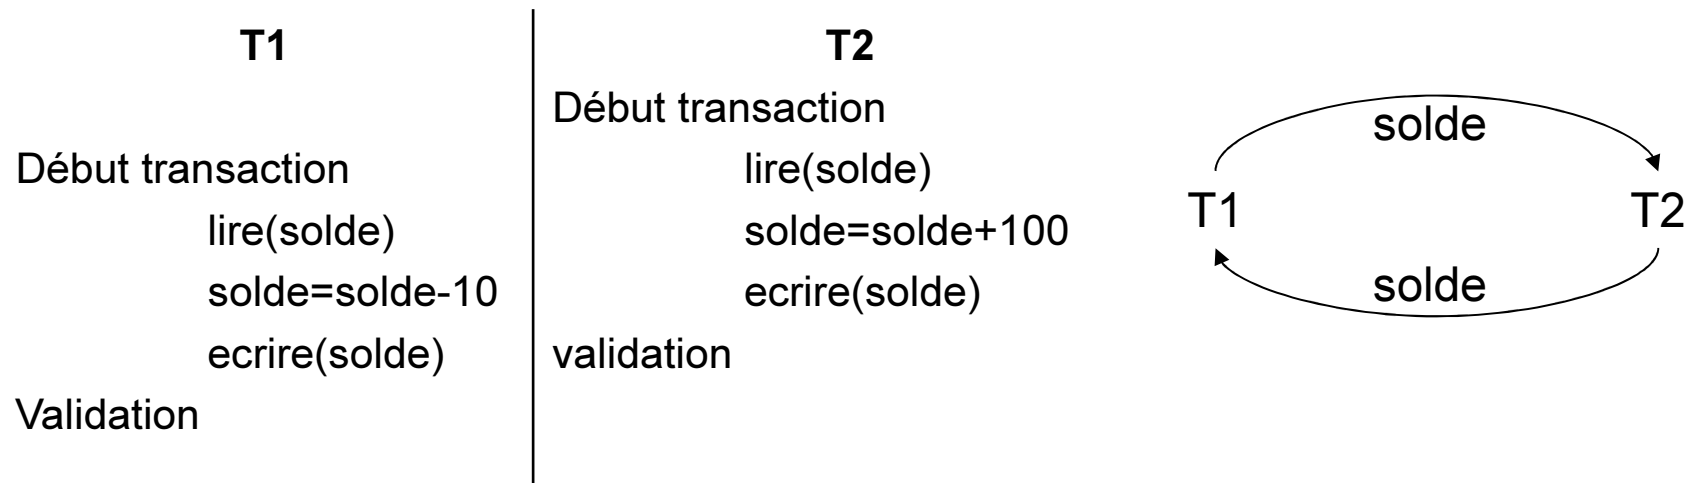 T1
Début transaction
lire(solde)
solde=solde-10
ecrire(solde)
Validation
T2
Début transaction
lire(solde)
solde=solde+100
ecrire(solde)
validation
solde
T1
T2
solde